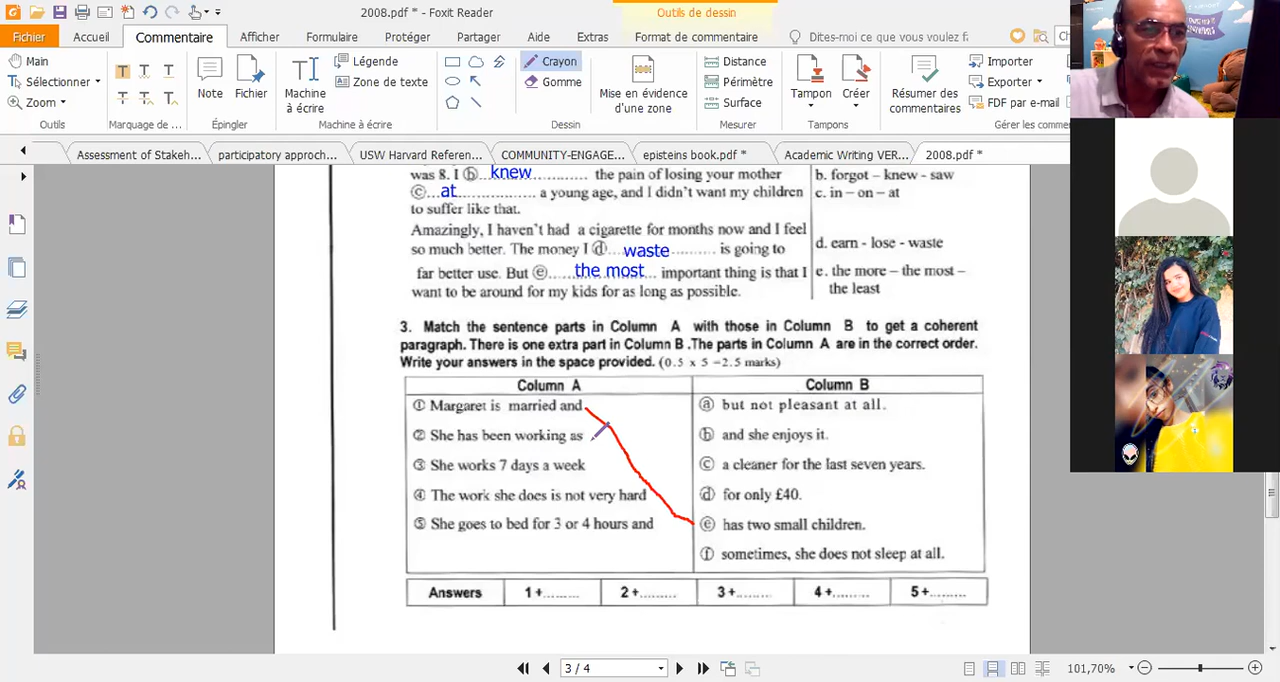 2008.pdf * - Foxit Reader
Outils de dessin
Fichier Accueil Commentaire Afficher Formulaire Protéger Partage Aide Extras Format de commentaire Dites-moi ce que vous voulez f
Main
Sélectionner
Zoom
Outils
T T T
T T T
Marquage de ...
Note
Fichier
Épingler
Machine à écrire
Légende
Zone de texte
Machine à écrire
Crayon
Gomme
Dessin
Mise en évidence d'une zone
Distance
Périmètre
Surface
Mesurer
Tampon
Créer
Tampons
Résumer des commentaires
Importer
Exporter
FDF par e-mail
Gérer les comme
Assessment of Stakeh... participatory approch... USW Harvard Referen... COMMUNITY-ENGAGE... episteins book.pdf * Academic Writing VER... 2008.pdf *
was 8. I ⓑ...knew............ the pain of losing your mother
ⓒ...at................. a young age, and I didn't want my children
to suffer like that.
Amazingly, I haven't had a cigarette for months now and I feel
so much better. The money I ⓓ... waste .......... is going to
far better use. But ⓔ.... the most... important thing is that I
want to be around for my kids for as long as possible.
b. forgot – knew - saw
c. in – on – at
d. earn - lose - waste
e. the more – the most –
the least
3. Match the sentence parts in Column A with those in Column B to get a coherent
paragraph. There is one extra part in Column B .The parts in Column A are in the correct order.
Write your answers in the space provided. (0.5 x 5 =2.5 marks)
Column A Column B
① Margaret is married and ⓐ but not pleasant at all.
② She has been working as ⓑ and she enjoys it.
③ She works 7 days a week ⓒ a cleaner for the last seven years.
④ The work she does is not very hard ⓓ for only £40.
⑤ She goes to bed for 3 or 4 hours and ⓔ has two small children.
ⓕ sometimes, she does not sleep at all.
Answers 1 +......... 2 +......... 3 +......... 4 +......... 5 +.........
3 / 4
101,70%